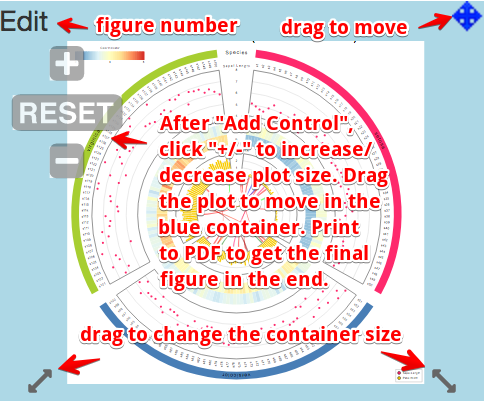 Edit
figure number
drag to move
Species
+
RESET
−
After "Add Control",
click "+/-" to increase/
decrease plot size. Drag
the plot to move in the
blue container. Print
to PDF to get the final
figure in the end.
drag to change the container size